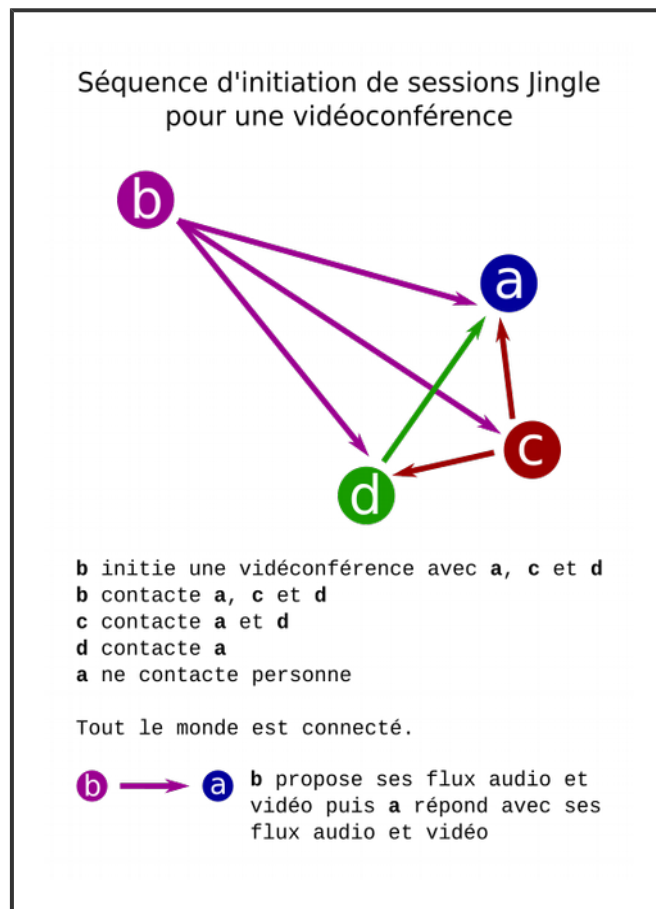 Séquence d'initiation de sessions Jingle
pour une vidéoconférence
b
a
c
d
b initie une vidéconférence avec a, c et d
b contacte a, c et d
c contacte a et d
d contacte a
a ne contacte personne
Tout le monde est connecté.
b a b propose ses flux audio et
vidéo puis a répond avec ses
flux audio et vidéo